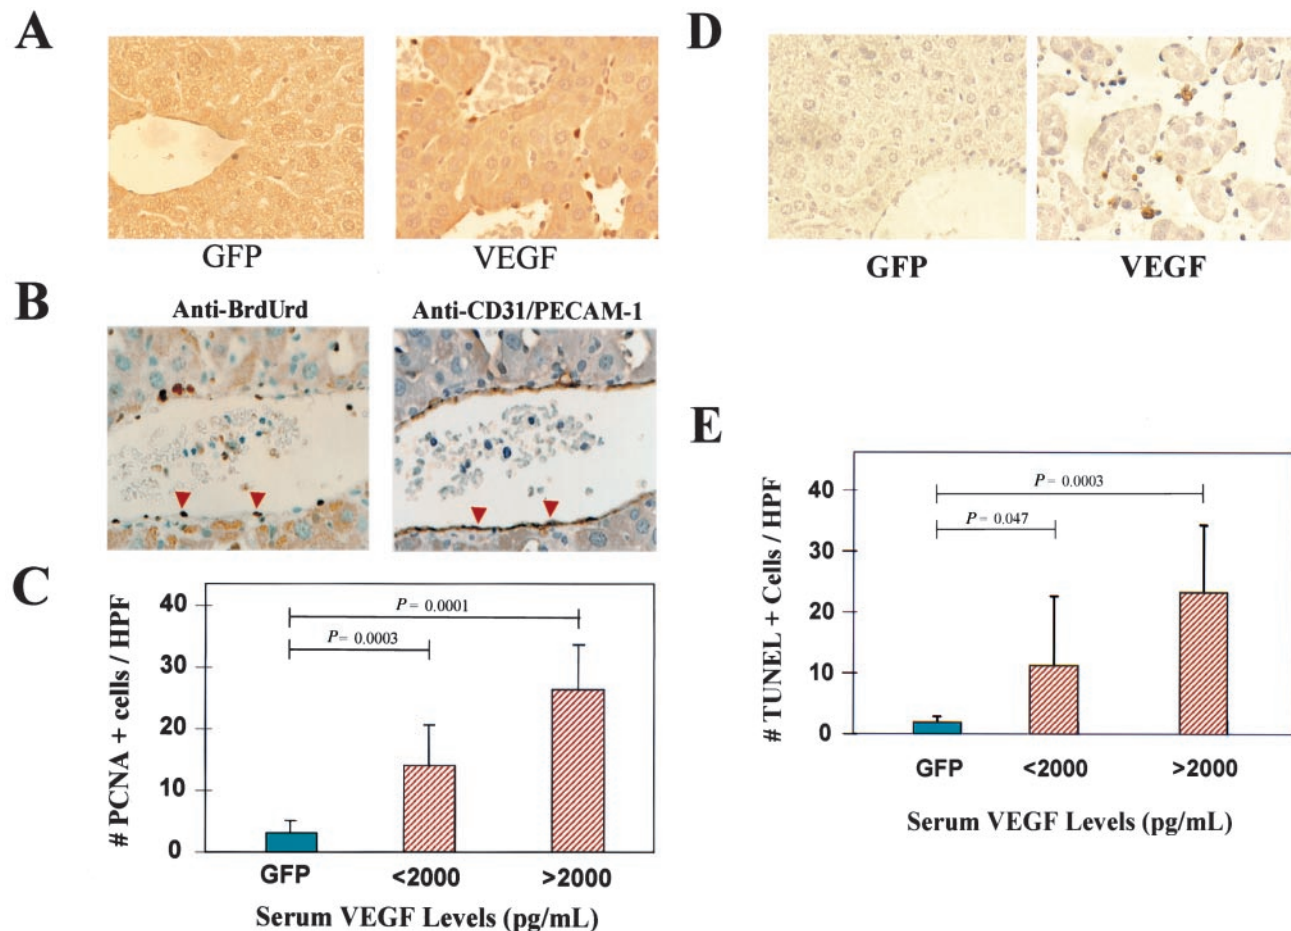 A
GFP
VEGF
B
Anti-BrdUrd
Anti-CD31/PECAM-1
C
# PCNA + cells / HPF
40
30
20
10
0
P = 0.0001
P = 0.0003
GFP
<2000
>2000
Serum VEGF Levels (pg/mL)
D
GFP
VEGF
E
# TUNEL + Cells / HPF
40
30
20
10
0
P = 0.0003
P = 0.047
GFP
<2000
>2000
Serum VEGF Levels (pg/mL)